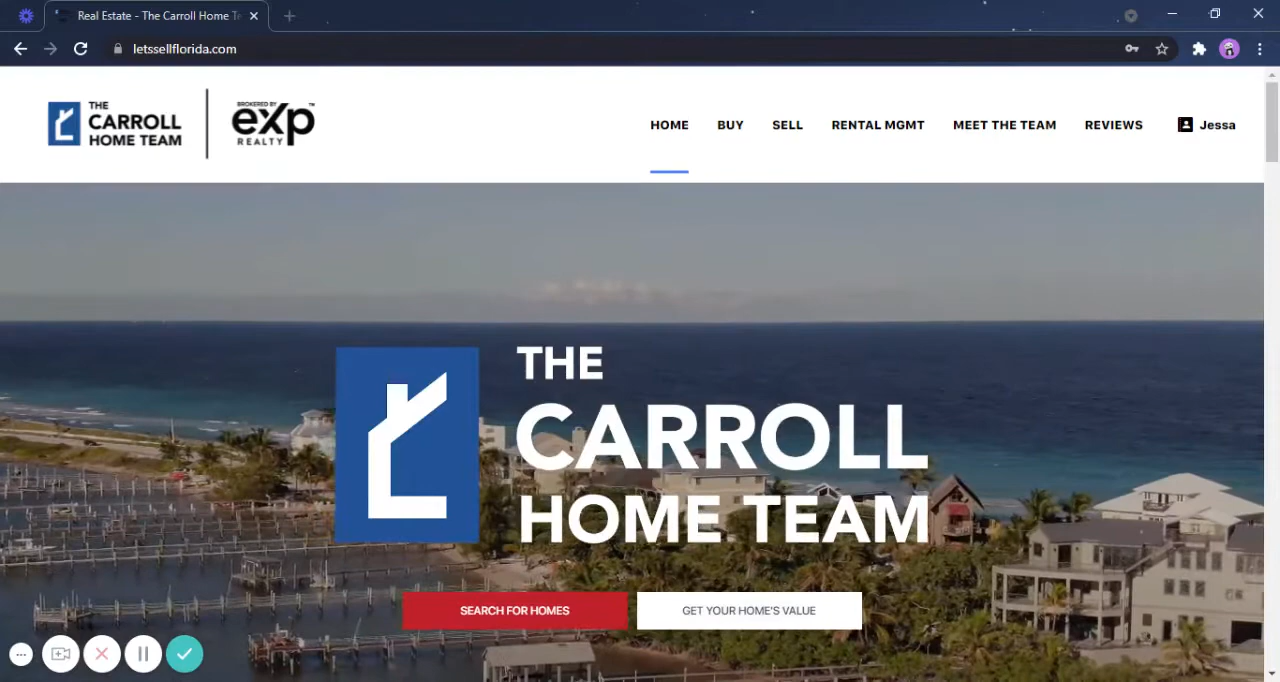 Real Estate - The Carroll Home Te
letssellflorida.com
THE
CARROLL
HOME TEAM
BROKERED BY
eXp
REALTY
HOME BUY SELL RENTAL MGMT MEET THE TEAM REVIEWS Jessa
THE
CARROLL
HOME TEAM
SEARCH FOR HOMES GET YOUR HOME'S VALUE